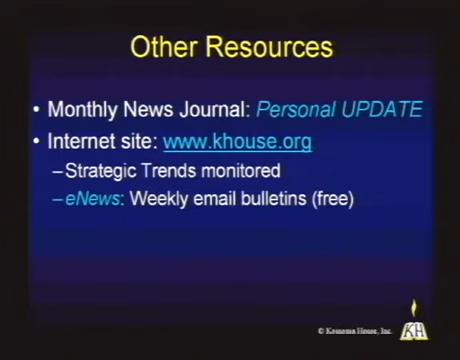 Other Resources
• Monthly News Journal: Personal UPDATE
• Internet site: www.khouse.org
–Strategic Trends monitored
–eNews: Weekly email bulletins (free)
© Koinonia House, Inc.
KH